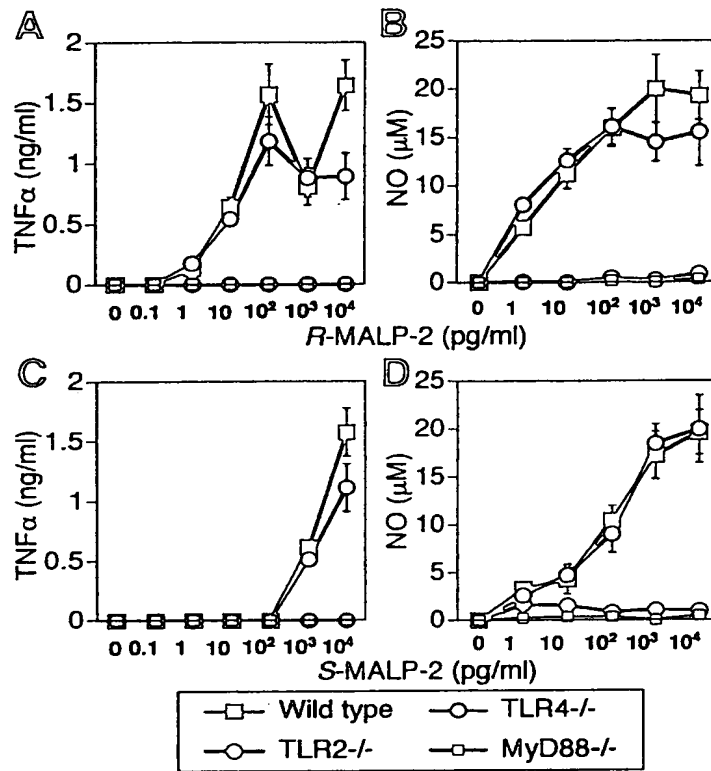 A
B
TNFα (ng/ml)
2
1.5
1
0.5
0
NO (μM)
25
20
15
10
5
0
0 0.1 1 10 10² 10³ 10⁴
0 1 10 10² 10³ 10⁴
R-MALP-2 (pg/ml)
C
D
TNFα (ng/ml)
2
1.5
1
0.5
0
NO (μM)
25
20
15
10
5
0
0 0.1 1 10 10² 10³ 10⁴
0 1 10 10² 10³ 10⁴
S-MALP-2 (pg/ml)
Wild type TLR4-/-
TLR2-/- MyD88-/-